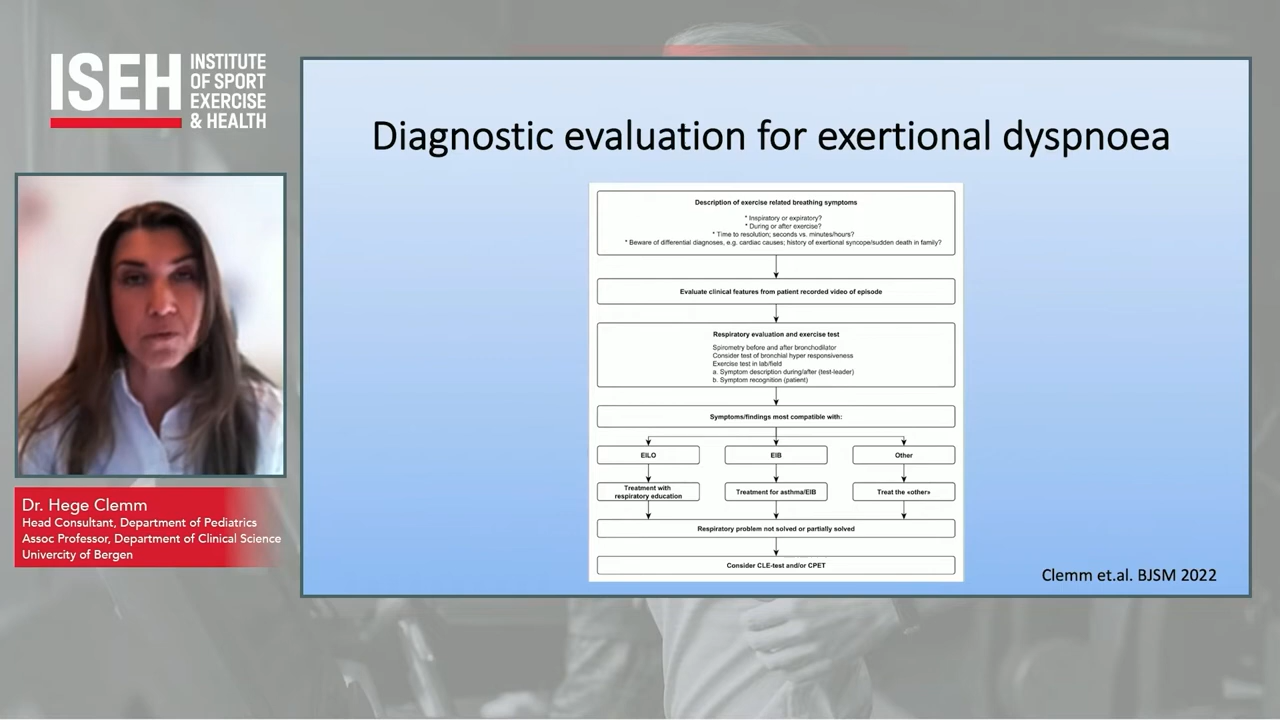 ISEH
INSTITUTE
OF SPORT
EXERCISE
& HEALTH
Dr. Hege Clemm
Head Consultant, Department of Pediatrics
Assoc Professor, Department of Clinical Science
Univercity of Bergen
Diagnostic evaluation for exertional dyspnoea
Description of exercise related breathing symptoms
* Inspiratory or expiratory?
* During or after exercise?
* Time to resolution; seconds vs. minutes/hours?
* Beware of differential diagnoses, e.g. cardiac causes; history of exertional syncope/sudden death in family?
Evaluate clinical features from patient recorded video of episode
Respiratory evaluation and exercise test
Spirometry before and after bronchodilator
Consider test of bronchial hyper responsiveness
Exercise test in lab/field
a. Symptom description during/after (test-leader)
b. Symptom recognition (patient)
Symptoms/findings most compatible with:
EILO
EIB
Other
Treatment with
respiratory education
Treatment for asthma/EIB
Treat the «other»
Respiratory problem not solved or partially solved
Consider CLE-test and/or CPET
Clemm et.al. BJSM 2022